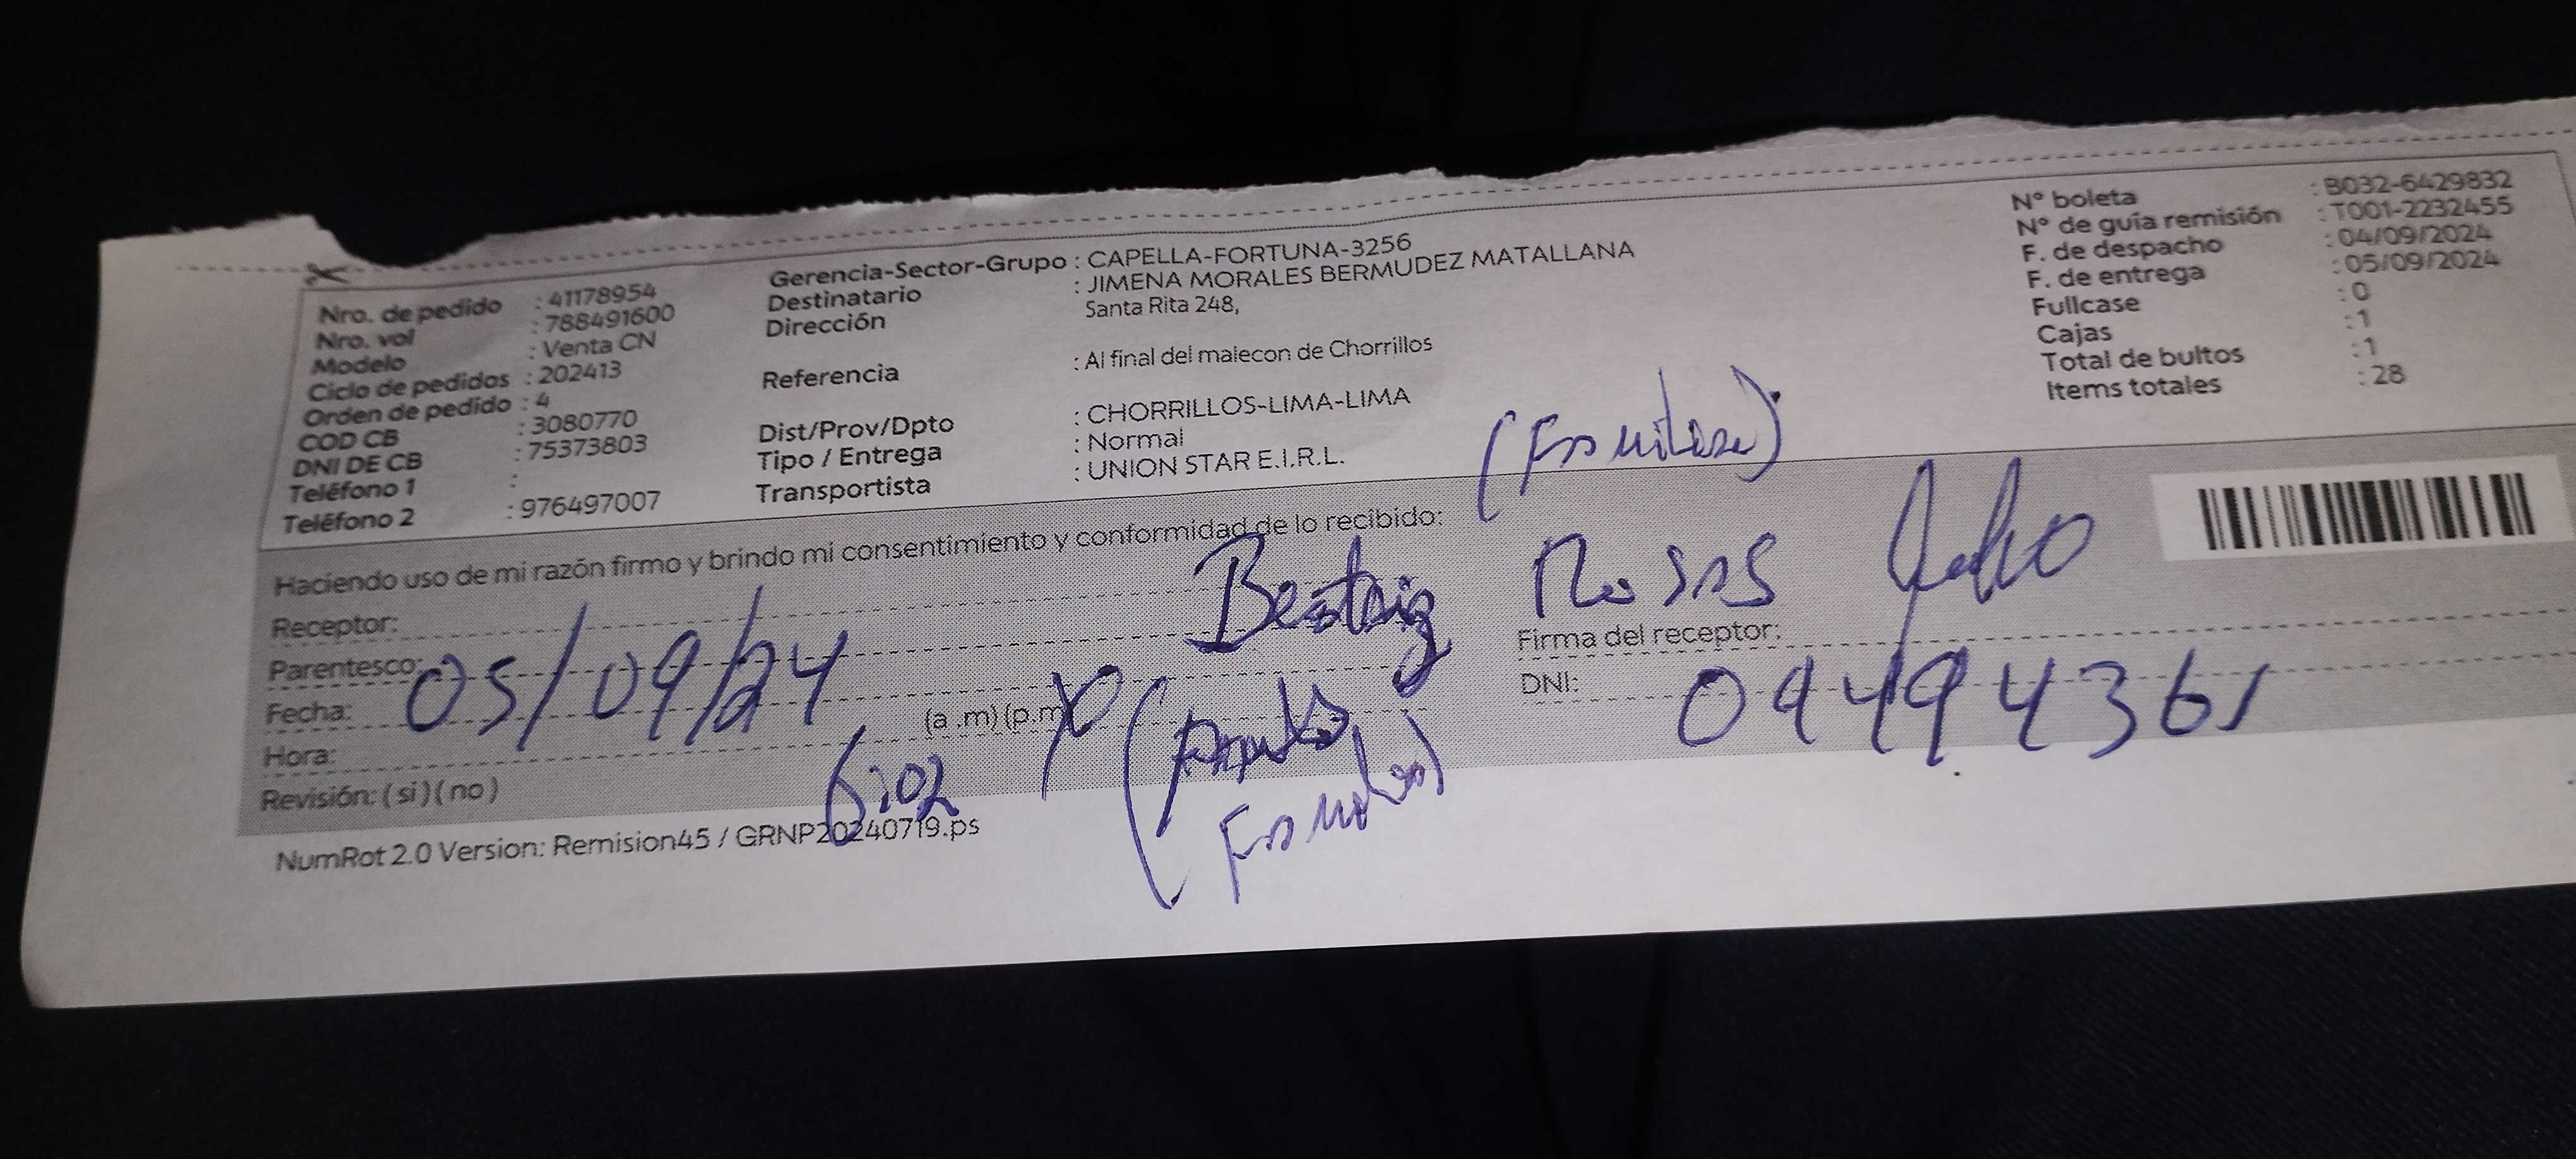 Nro. de pedido : 41178954
Nro. vol : 788491600
Modelo : Venta CN
Ciclo de pedidos : 202413
Orden de pedido : 4
COD CB : 3080770
DNI DE CB : 75373803
Teléfono 1 :
Teléfono 2 : 976497007
Gerencia-Sector-Grupo : CAPELLA-FORTUNA-3256
Destinatario : JIMENA MORALES BERMUDEZ MATALLANA
Dirección Santa Rita 248,
Referencia : Al final del malecon de Chorrillos
Dist/Prov/Dpto : CHORRILLOS-LIMA-LIMA
Tipo / Entrega : Normal
Transportista : UNION STAR E.I.R.L.
N° boleta : B032-6429832
N° de guía remisión : T001-2232455
F. de despacho : 04/09/2024
F. de entrega : 05/09/2024
Fullcase : 0
Cajas : 1
Total de bultos : 1
Items totales : 28
Haciendo uso de mi razón firmo y brindo mi consentimiento y conformidad de lo recibido:
Receptor: Beatriz Rosas
Parentesco:
Fecha: 05/09/24
Hora: (a .m) (p.m)
Revisión: ( si ) ( no )
Firma del receptor:
DNI:
NumRot 2.0 Version: Remision45 / GRNP20240719.ps